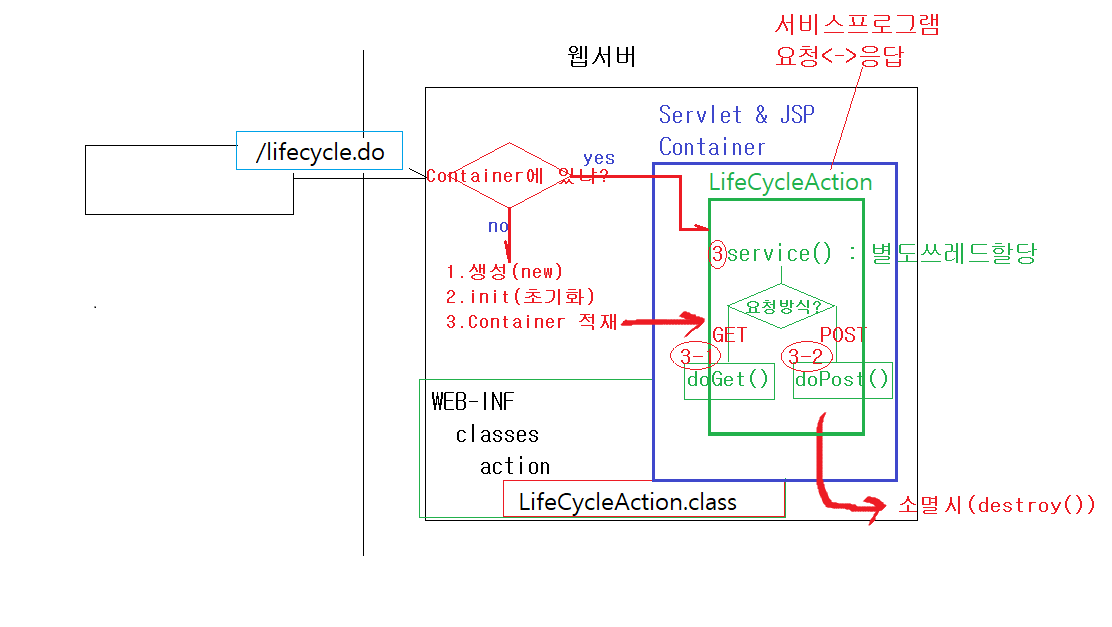 서비스프로그램
요청<->응답
웹서버
Servlet & JSP
Container
/lifecycle.do
Container에 있냐?
yes
no
LifeCycleAction
1.생성(new)
2.init(초기화)
3.Container 적재
3 service() : 별도쓰레드할당
요청방식?
GET
POST
3-1
3-2
doGet()
doPost()
WEB-INF
classes
action
LifeCycleAction.class
소멸시(destroy())